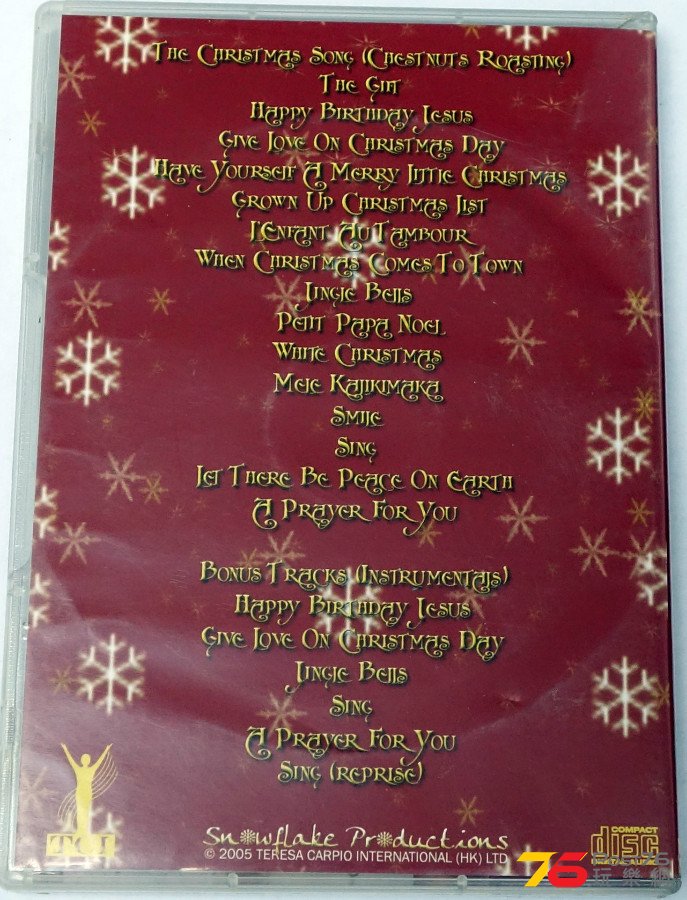 The Christmas Song (Chestnuts Roasting)
The Gift
Happy Birthday Jesus
Give Love On Christmas Day
Have Yourself A Merry Little Christmas
Grown Up Christmas List
L'Enfant Au Tambour
When Christmas Comes To Town
Jingle Bells
Petit Papa Noel
White Christmas
Mele Kalikimaka
Smile
Sing
Let There Be Peace On Earth
A Prayer For You
Bonus Tracks (Instrumentals)
Happy Birthday Jesus
Give Love On Christmas Day
Jingle Bells
Sing
A Prayer For You
Sing (reprise)
TCI
Snowflake Productions
© 2005 TERESA CARPIO INTERNATIONAL (HK) LTD
COMPACT
disc
76
玩樂